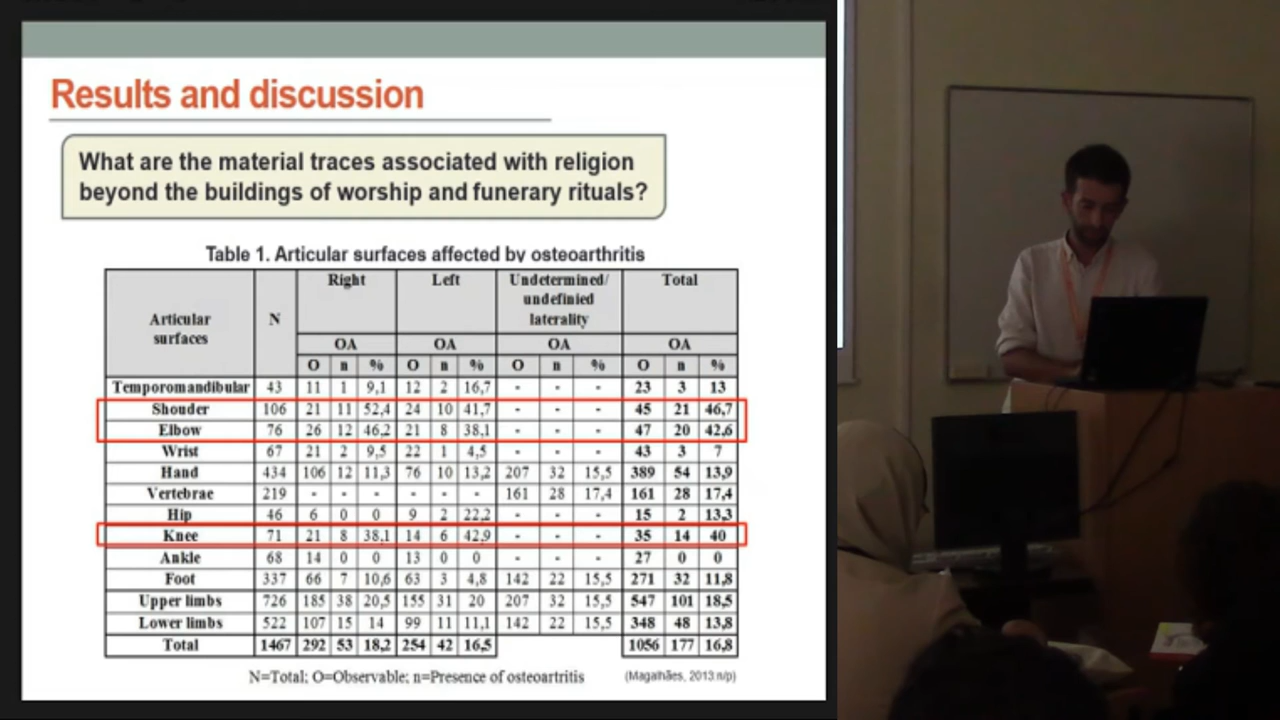 Results and discussion
What are the material traces associated with religion
beyond the buildings of worship and funerary rituals?
Table 1. Articular surfaces affected by osteoarthritis
Articular surfaces N Right Left Undetermined/ undefinied laterality Total
OA OA OA OA
O n % O n % O n % O n %
Temporomandibular 43 11 1 9,1 12 2 16,7 - - - 23 3 13
Shouder 106 21 11 52,4 24 10 41,7 - - - 45 21 46,7
Elbow 76 26 12 46,2 21 8 38,1 - - - 47 20 42,6
Wrist 67 21 2 9,5 22 1 4,5 - - - 43 3 7
Hand 434 106 12 11,3 76 10 13,2 207 32 15,5 389 54 13,9
Vertebrae 219 - - - - - - 161 28 17,4 161 28 17,4
Hip 46 6 0 0 9 2 22,2 - - - 15 2 13,3
Knee 71 21 8 38,1 14 6 42,9 - - - 35 14 40
Ankle 68 14 0 0 13 0 0 - - - 27 0 0
Foot 337 66 7 10,6 63 3 4,8 142 22 15,5 271 32 11,8
Upper limbs 726 185 38 20,5 155 31 20 207 32 15,5 547 101 18,5
Lower limbs 522 107 15 14 99 11 11,1 142 22 15,5 348 48 13,8
Total 1467 292 53 18,2 254 42 16,5 1056 177 16,8
N=Total; O=Observable; n=Presence of osteoartritis
(Magalhães, 2013:n/p)